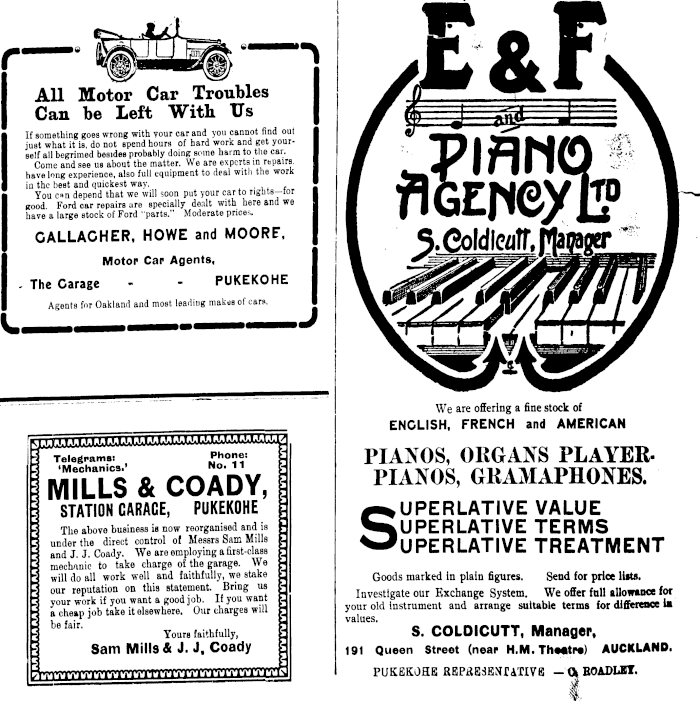 All Motor Car Troubles
Can be Left With Us
If something goes wrong with your car and you cannot find out
just what it is, do not spend hours of hard work and get your-
self all begrimed besides probably doing some harm to the car.
Come and see us about the matter. We are experts in repairs.
have long experience, also full equipment to deal with the work
in the best and quickest way.
You can depend that we will soon put your car to rights—for
good. Ford car repairs are specially dealt with here and we
have a large stock of Ford "parts." Moderate prices.
GALLAGHER, HOWE and MOORE,
Motor Car Agents,
The Garage - - PUKEKOHE
Agents for Oakland and most leading makes of cars.
Telegrams: Phone:
'Mechanics.' No. 11
MILLS & COADY,
STATION GARAGE, PUKEKOHE
The above business is now reorganised and is
under the direct control of Messrs Sam Mills
and J. J. Coady. We are employing a first-class
mechanic to take charge of the garage. We
will do all work well and faithfully, we stake
our reputation on this statement. Bring us
your work if you want a good job. If you want
a cheap job take it elsewhere. Our charges will
be fair.
Yours faithfully,
Sam Mills & J. J. Coady
E & F
and
PIANO
AGENCY LTD
S. Coldicutt, Manager
We are offering a fine stock of
ENGLISH, FRENCH and AMERICAN
PIANOS, ORGANS PLAYER-
PIANOS, GRAMAPHONES.
SUPERLATIVE VALUE
SUPERLATIVE TERMS
SUPERLATIVE TREATMENT
Goods marked in plain figures. Send for price lists.
Investigate our Exchange System. We offer full allowance for
your old instrument and arrange suitable terms for difference in
values.
S. COLDICUTT, Manager,
191 Queen Street (near H.M. Theatre) AUCKLAND.
PUKEKOHE REPRESENTATIVE — C. ROADLEY.